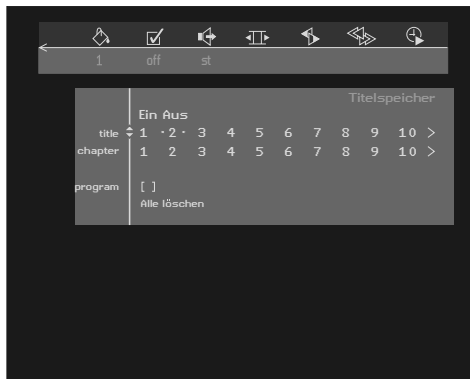 1 off st
Titelspeicher
Ein Aus
title 1 ·2· 3 4 5 6 7 8 9 10 >
chapter 1 2 3 4 5 6 7 8 9 10 >
program [ ]
Alle löschen